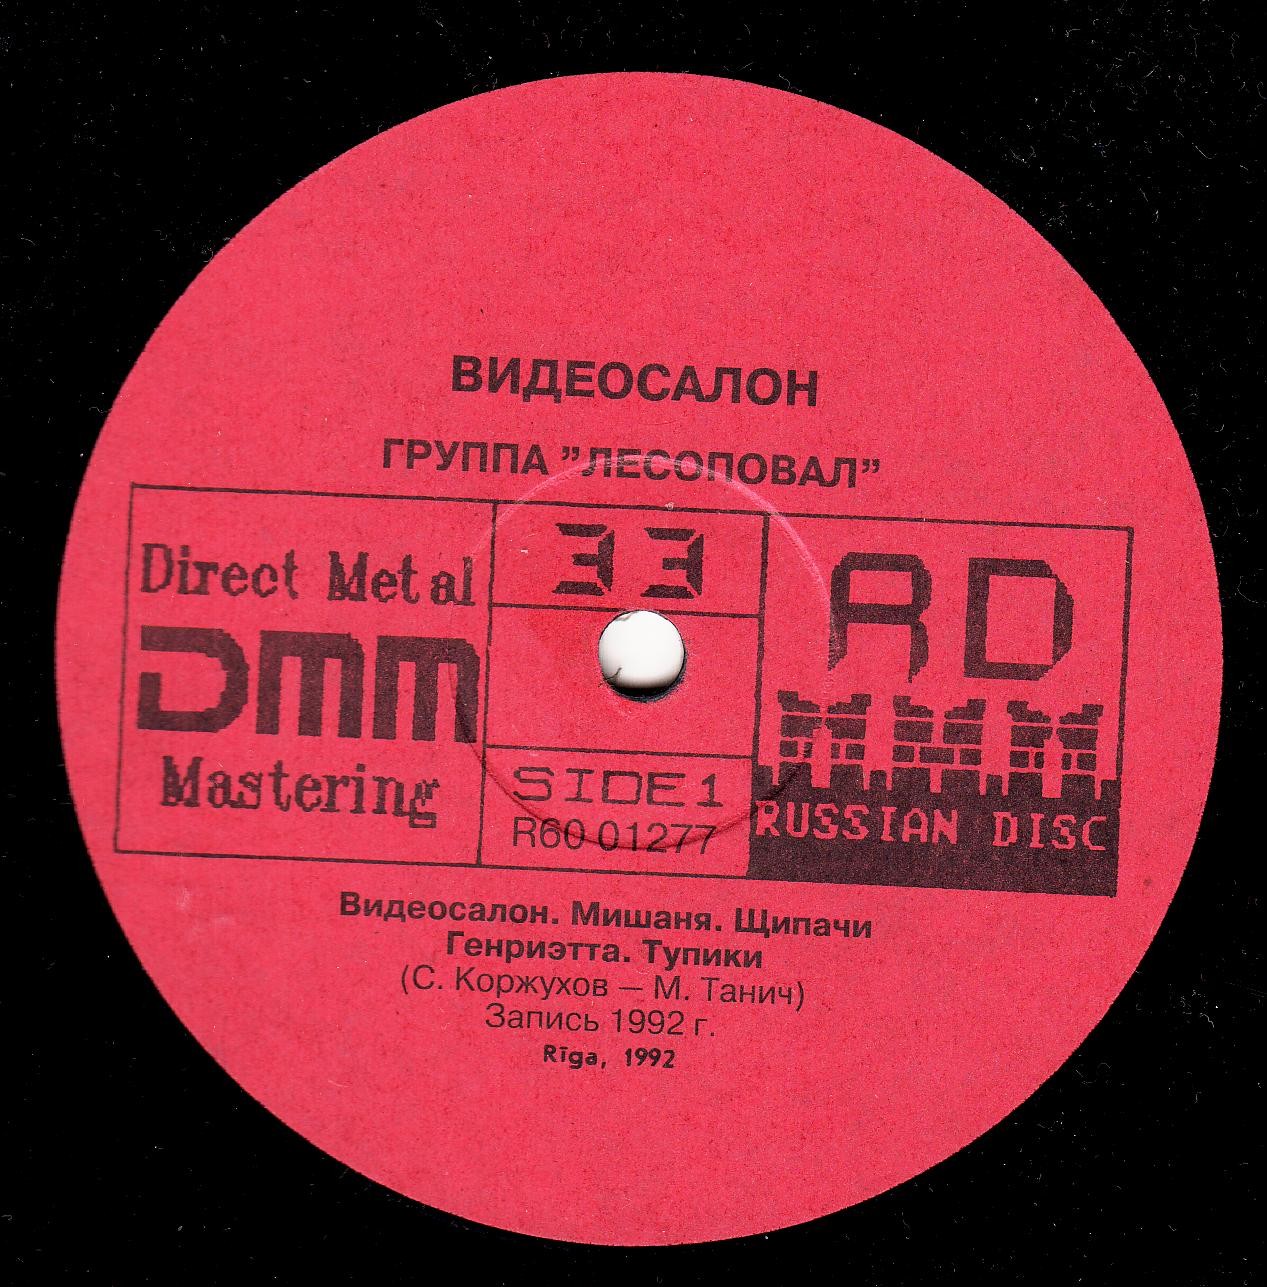 ВИДЕОСАЛОН
ГРУППА ”ЛЕСОПОВАЛ”
Direct Metal
DMM
Mastering
33
SIDE 1
R60 01277
RD
RUSSIAN DISC
Видеосалон. Мишаня. Щипачи
Генриэтта. Тупики
(С. Коржухов — М. Танич)
Запись 1992 г.
Rīga, 1992